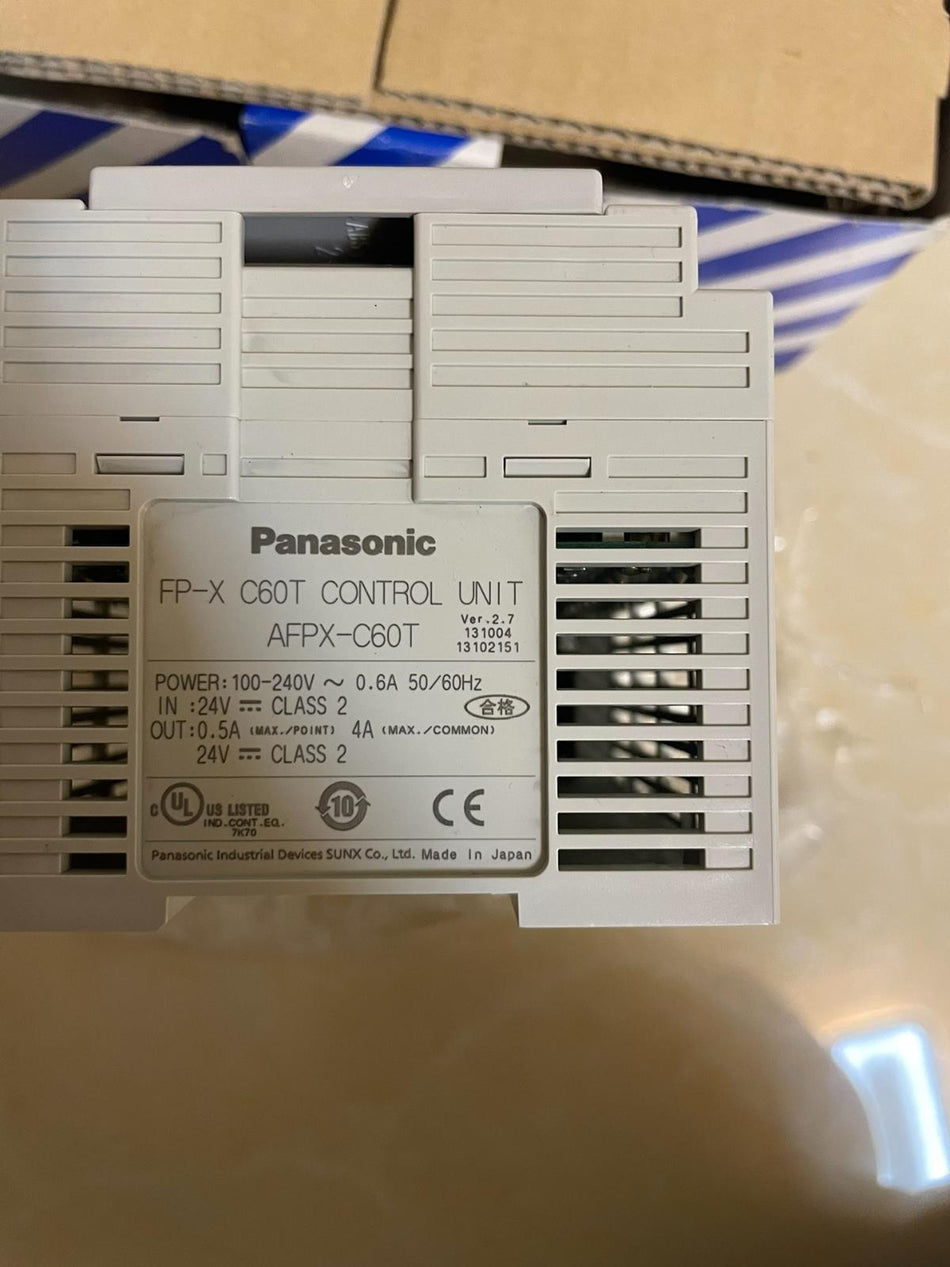 Panasonic
FP-X C60T CONTROL UNIT
AFPX-C60T
Ver.2.7
131004
13102151
POWER:100-240V ～ 0.6A 50/60Hz
IN :24V ⎓ CLASS 2
合格
OUT:0.5A (MAX./POINT) 4A (MAX./COMMON)
24V ⎓ CLASS 2
c UL US LISTED
IND.CONT.EQ.
7K70
10
CE
Panasonic Industrial Devices SUNX Co., Ltd. Made in Japan